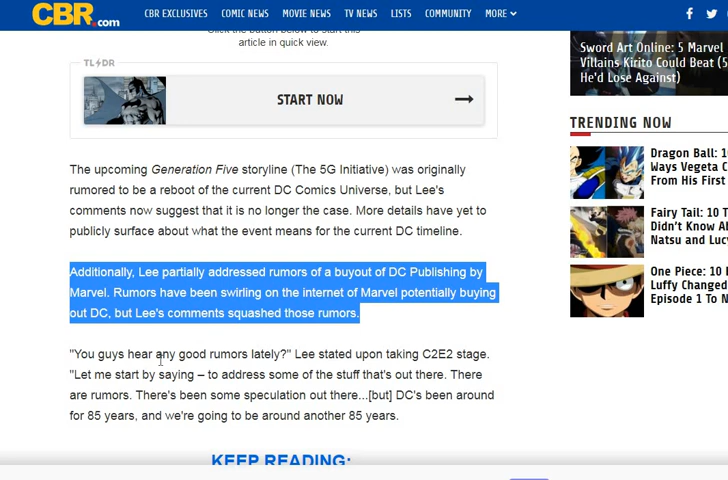 CBR.com
CBR EXCLUSIVES COMIC NEWS MOVIE NEWS TV NEWS LISTS COMMUNITY MORE
Click the button below to start this
article in quick view.
TL DR
START NOW
The upcoming Generation Five storyline (The 5G Initiative) was originally
rumored to be a reboot of the current DC Comics Universe, but Lee's
comments now suggest that it is no longer the case. More details have yet to
publicly surface about what the event means for the current DC timeline.
Additionally, Lee partially addressed rumors of a buyout of DC Publishing by
Marvel. Rumors have been swirling on the internet of Marvel potentially buying
out DC, but Lee's comments squashed those rumors.
"You guys hear any good rumors lately?" Lee stated upon taking C2E2 stage.
"Let me start by saying – to address some of the stuff that's out there. There
are rumors. There's been some speculation out there...[but] DC's been around
for 85 years, and we're going to be around another 85 years.
KEEP READING:
Sword Art Online: 5 Marvel
Villains Kirito Could Beat (5
He'd Lose Against)
TRENDING NOW
Dragon Ball: 10
Ways Vegeta C
From His First
Fairy Tail: 10 T
Didn't Know Al
Natsu and Luc
One Piece: 10
Luffy Changed
Episode 1 To N